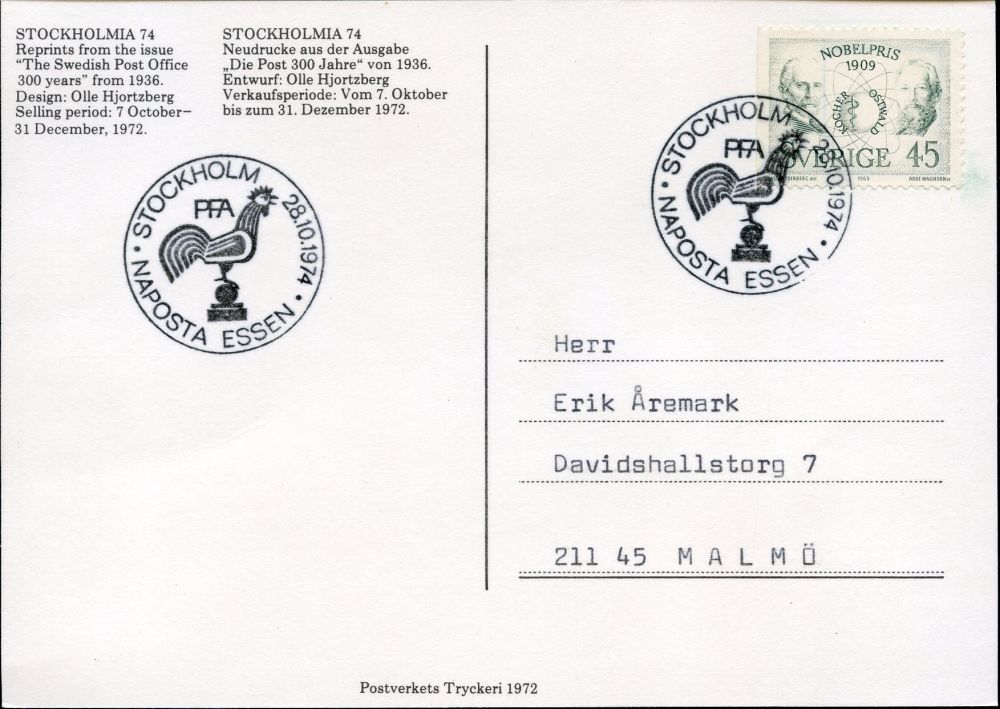 STOCKHOLMIA 74
Reprints from the issue
“The Swedish Post Office
300 years” from 1936.
Design: Olle Hjortzberg
Selling period: 7 October–
31 December, 1972.
STOCKHOLMIA 74
Neudrucke aus der Ausgabe
„Die Post 300 Jahre“ von 1936.
Entwurf: Olle Hjortzberg
Verkaufsperiode: Vom 7. Oktober
bis zum 31. Dezember 1972.
STOCKHOLM 28.10.1974
PFA
• NAPOSTA ESSEN •
NOBELPRIS
1909
KOCHER
OSTWALD
SVERIGE 45
1969
STOCKHOLM 28.10.1974
PFA
• NAPOSTA ESSEN •
Herr
Erik Åremark
Davidshallstorg 7
211 45 M A L M Ö
Postverkets Tryckeri 1972